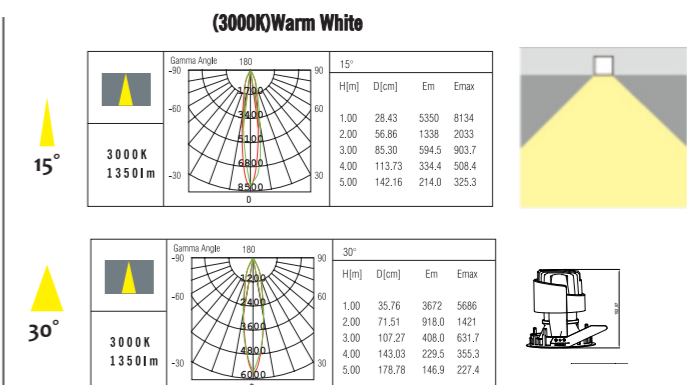 (3000K)Warm White
15°
3000K
1350lm
Gamma Angle 180
-90 90
1700
-60 3400 60
5100
6800
-30 30
8500
0
15°
H[m] D[cm] Em Emax
1.00 28.43 5350 8134
2.00 56.86 1338 2033
3.00 85.30 594.5 903.7
4.00 113.73 334.4 508.4
5.00 142.16 214.0 325.3
30°
3000K
1350lm
Gamma Angle 180
-90 90
1200
-60 2400 60
3600
4800
-30 30
6000
30°
H[m] D[cm] Em Emax
1.00 35.76 3672 5686
2.00 71.51 918.0 1421
3.00 107.27 408.0 631.7
4.00 143.03 229.5 355.3
5.00 178.78 146.9 227.4